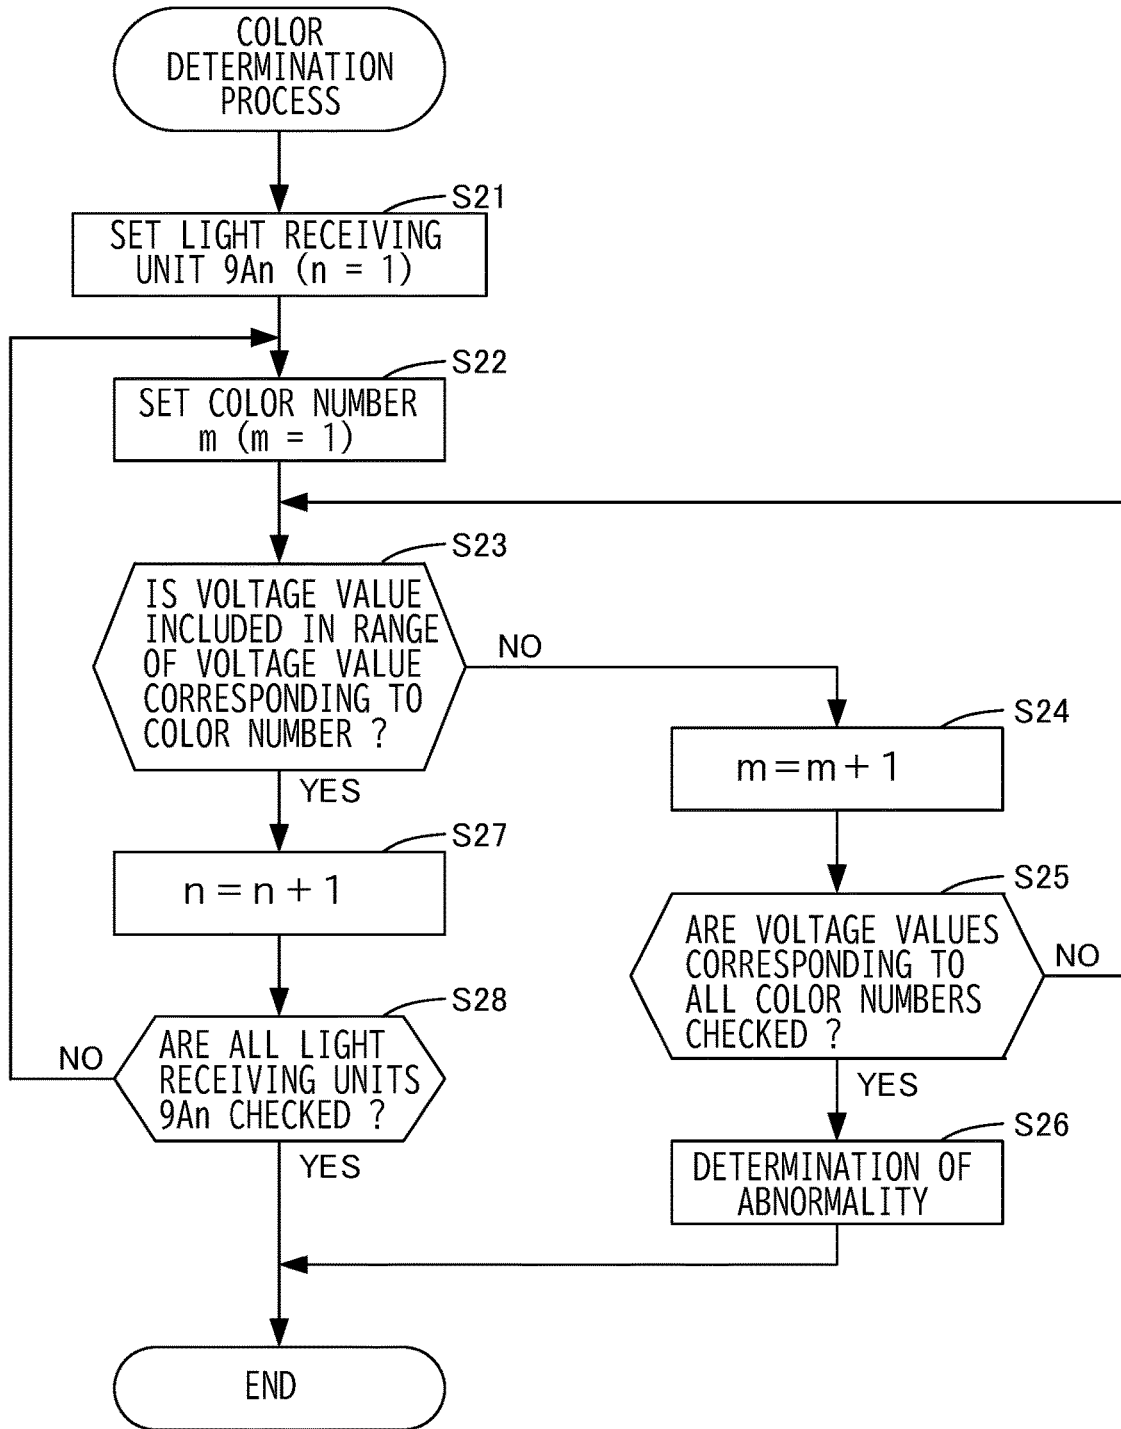 COLOR
DETERMINATION
PROCESS
S21
SET LIGHT RECEIVING
UNIT 9An (n = 1)
S22
SET COLOR NUMBER
m (m = 1)
S23
IS VOLTAGE VALUE
INCLUDED IN RANGE
OF VOLTAGE VALUE
CORRESPONDING TO
COLOR NUMBER ?
NO
YES
S24
m=m+1
S27
n=n+1
S25
ARE VOLTAGE VALUES
CORRESPONDING TO
ALL COLOR NUMBERS
CHECKED ?
NO
YES
S28
ARE ALL LIGHT
RECEIVING UNITS
9An CHECKED ?
NO
YES
S26
DETERMINATION OF
ABNORMALITY
END